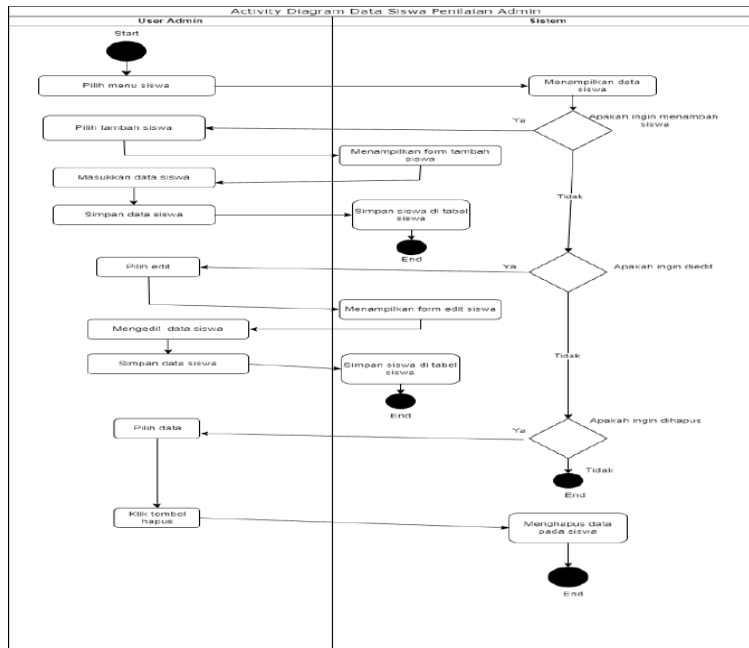 Activity Diagram Data Siswa Penilaian Admin
User Admin
Sistem
Start
Pilih menu siswa
Menampilkan data
siswa
Ya
Apakah ingin menambah
siswa
Pilih tambah siswa
Menampilkan form tambah
siswa
Masukkan data siswa
Tidak
Simpan data siswa
Simpan siswa di tabel
siswa
End
Pilih edit
Ya
Apakah ingin diedit
Menampilkan form edit siswa
Mengedit data siswa
Tidak
Simpan data siswa
Simpan siswa di tabel
siswa
End
Pilih data
Ya
Apakah ingin dihapus
Tidak
End
Klik tombol
hapus
Menghapus data
pada siswa
End